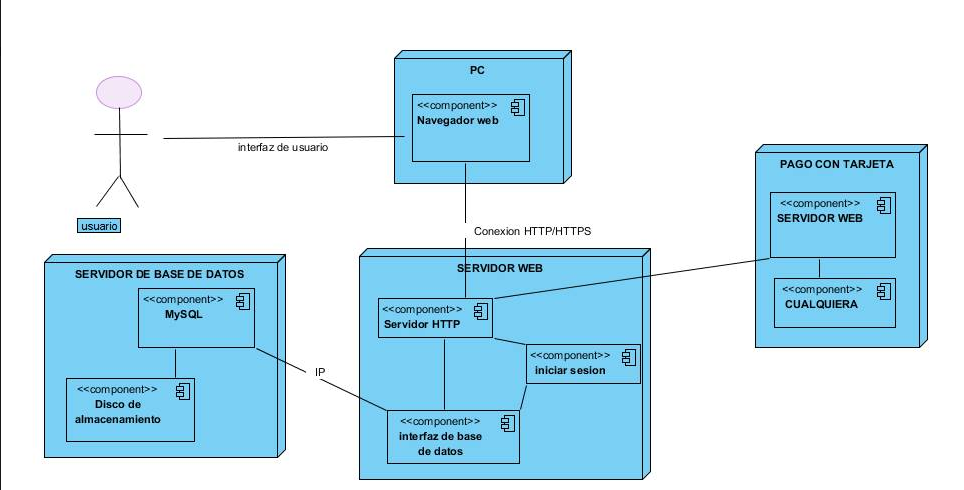 PC
<<component>>
Navegador web
interfaz de usuario
usuario
Conexion HTTP/HTTPS
PAGO CON TARJETA
<<component>>
SERVIDOR WEB
<<component>>
CUALQUIERA
SERVIDOR DE BASE DE DATOS
<<component>>
MySQL
<<component>>
Disco de
almacenamiento
IP
SERVIDOR WEB
<<component>>
Servidor HTTP
<<component>>
iniciar sesion
<<component>>
interfaz de base
de datos